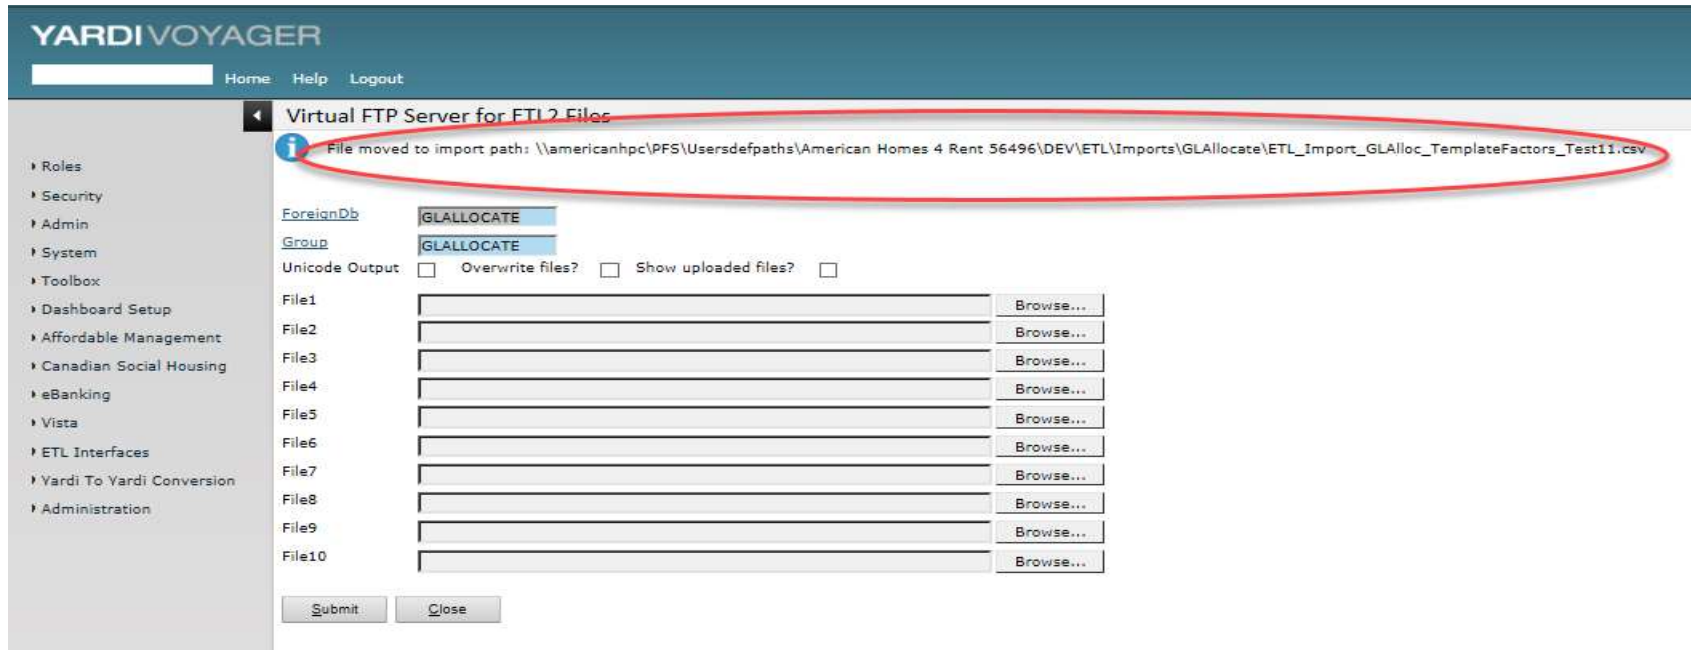 YARDI VOYAGER
Home Help Logout
Virtual FTP Server for ETL2 Files
File moved to import path: \\americanhpc\PFS\Usersdefpaths\American Homes 4 Rent 56496\DEV\ETL\Imports\GLAllocate\ETL_Import_GLAlloc_TemplateFactors_Test11.csv
Roles
Security
Admin
System
Toolbox
Dashboard Setup
Affordable Management
Canadian Social Housing
eBanking
Vista
ETL Interfaces
Yardi To Yardi Conversion
Administration
ForeignDb GLALLOCATE
Group GLALLOCATE
Unicode Output Overwrite files? Show uploaded files?
File1 Browse...
File2 Browse...
File3 Browse...
File4 Browse...
File5 Browse...
File6 Browse...
File7 Browse...
File8 Browse...
File9 Browse...
File10 Browse...
Submit Close